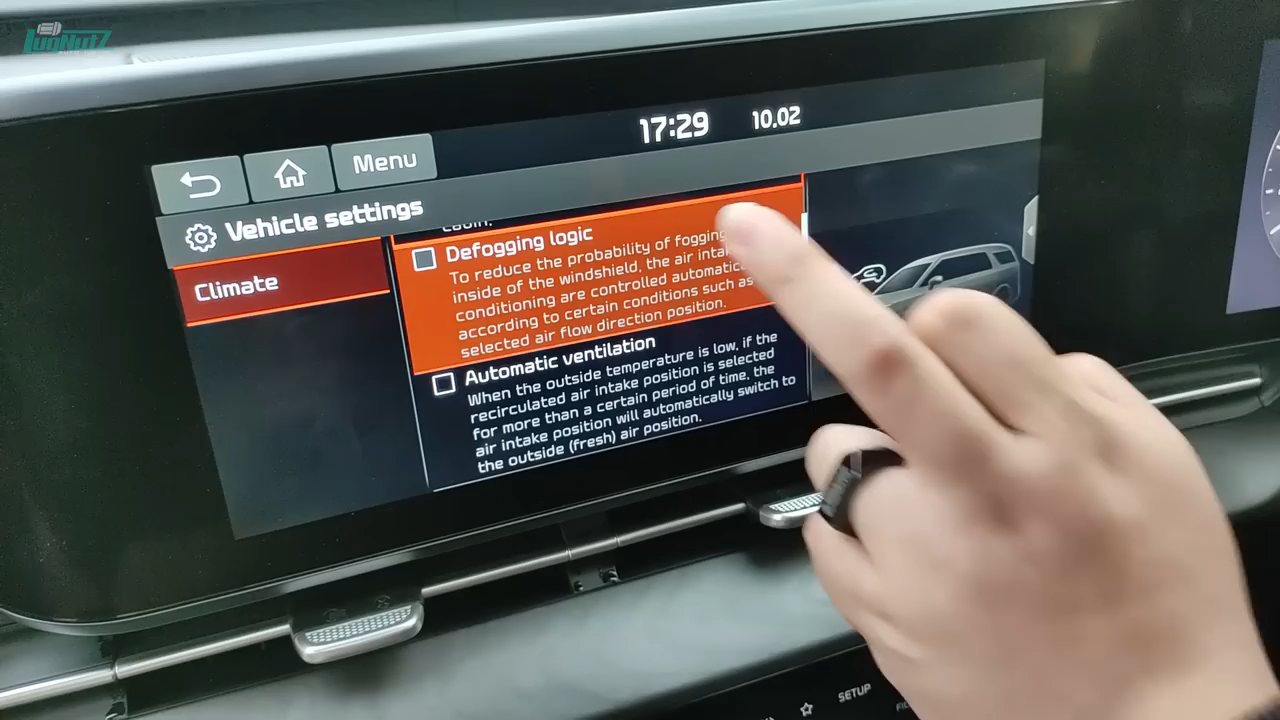 LugNutz
17:29
10.02
Menu
Vehicle settings
Climate
Defogging logic
To reduce the probability of fogging
inside of the windshield, the air
conditioning are controlled
according to certain conditions such as
selected air flow direction position.
Automatic ventilation
When the outside temperature is low, if the
recirculated air intake position is selected
for more than a certain period of time, the
air intake position will automatically switch to
the outside (fresh) air position.
SETUP